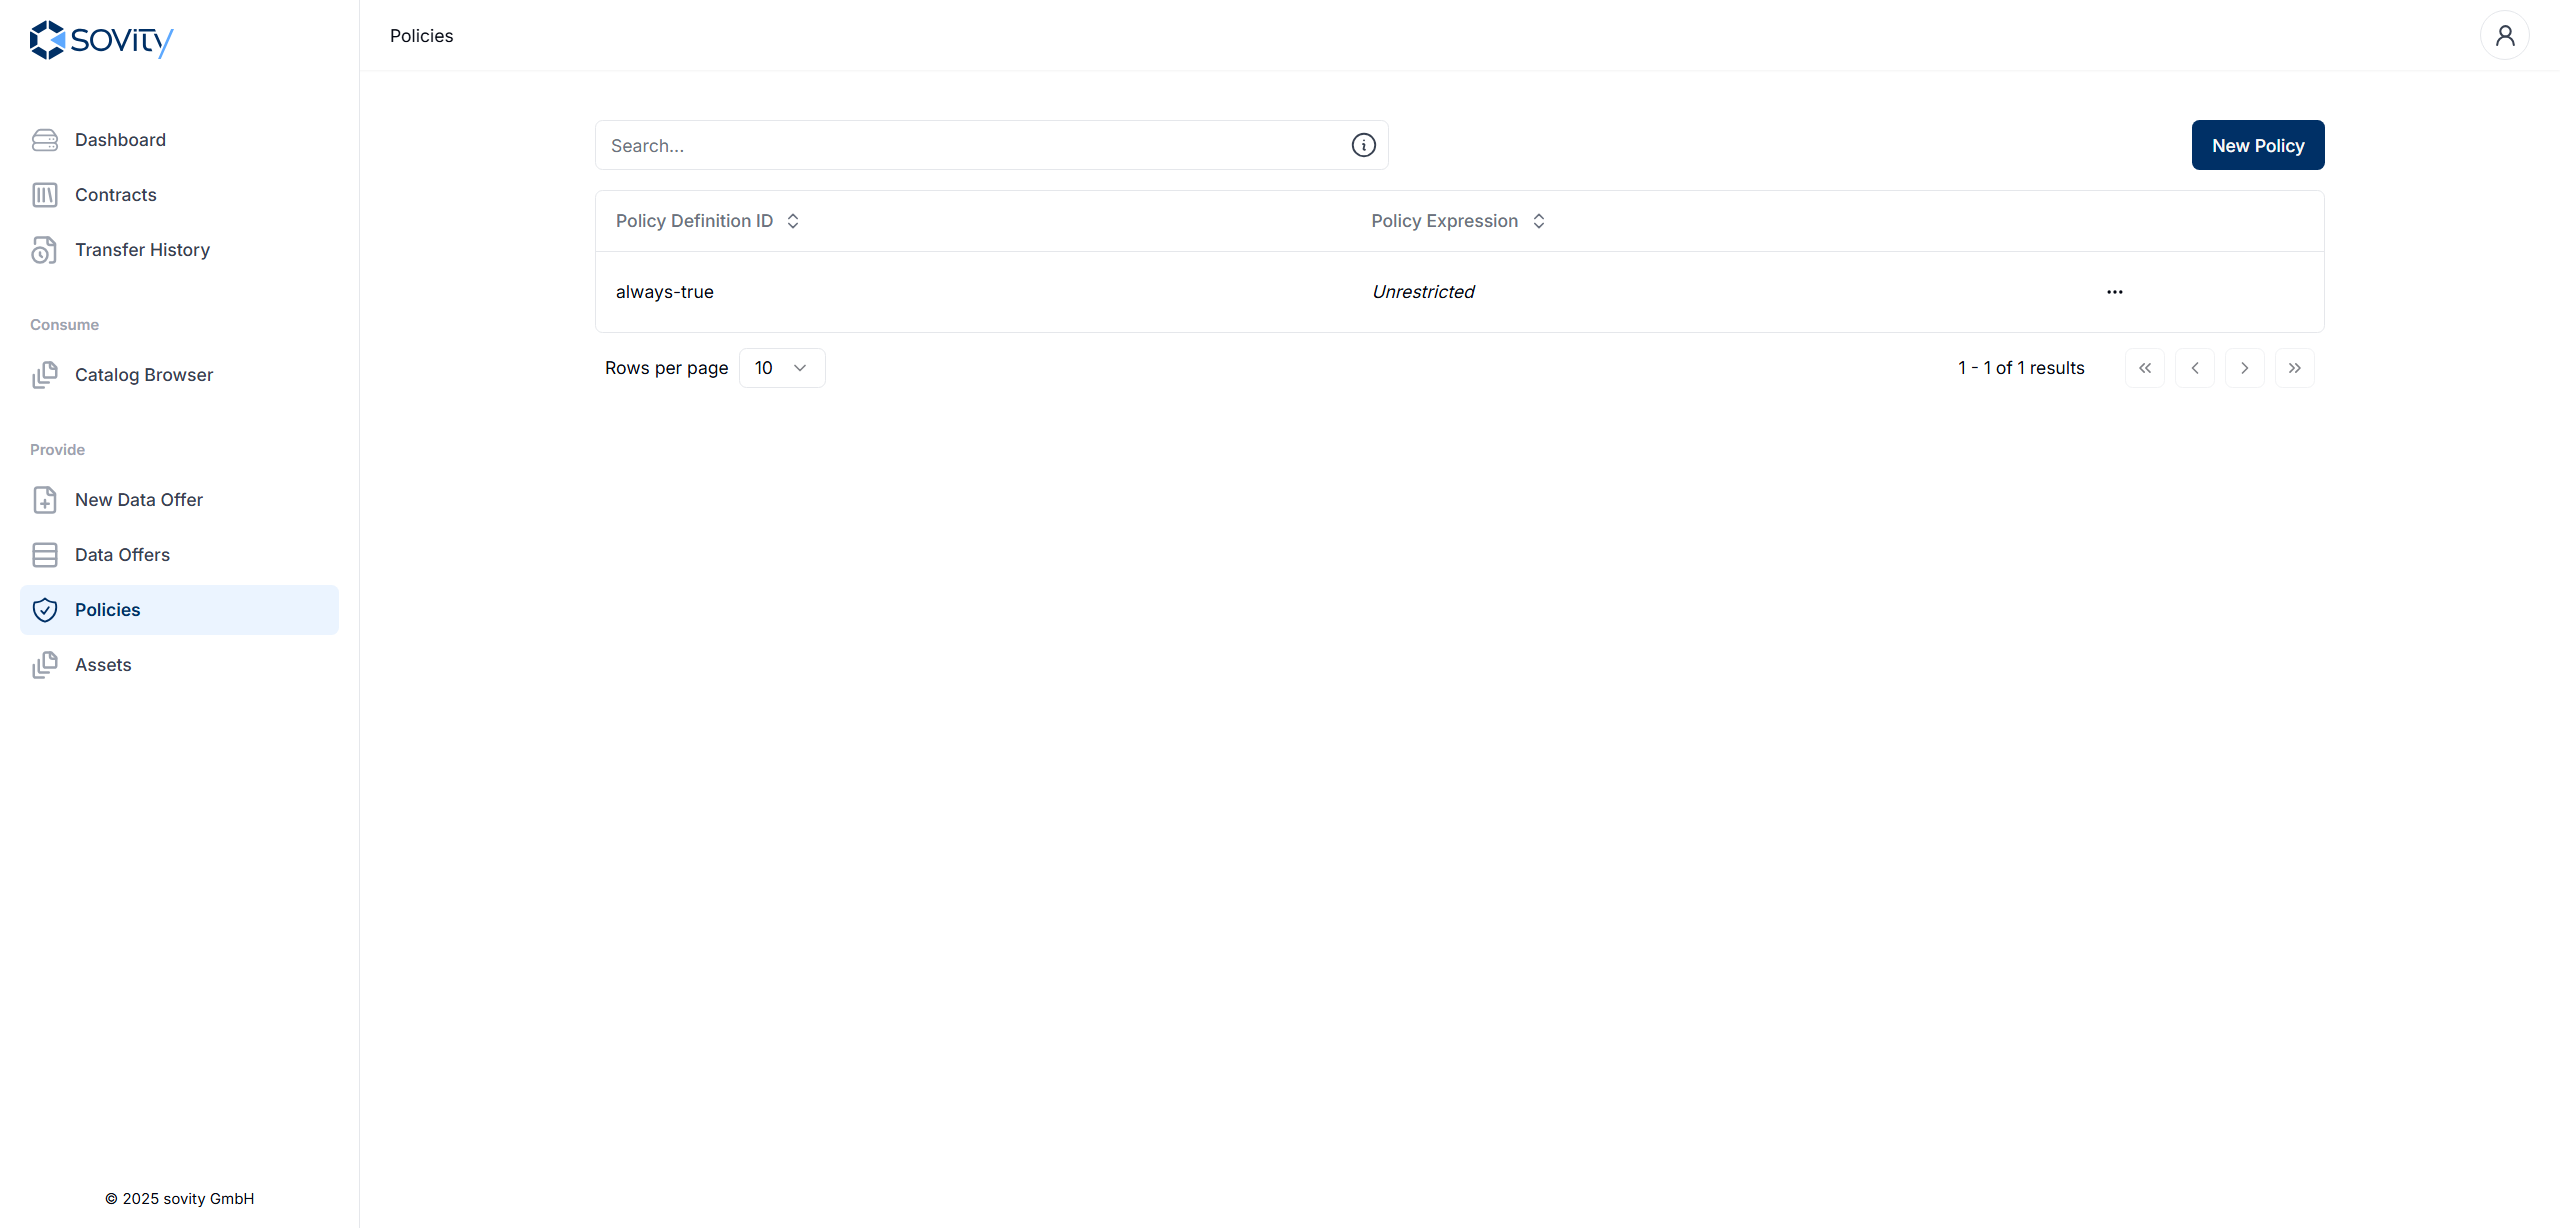 sovity
Policies
Dashboard
Contracts
Transfer History
Consume
Catalog Browser
Provide
New Data Offer
Data Offers
Policies
Assets
© 2025 sovity GmbH
Search...
New Policy
Policy Definition ID
Policy Expression
always-true
Unrestricted
...
Rows per page 10
1 - 1 of 1 results